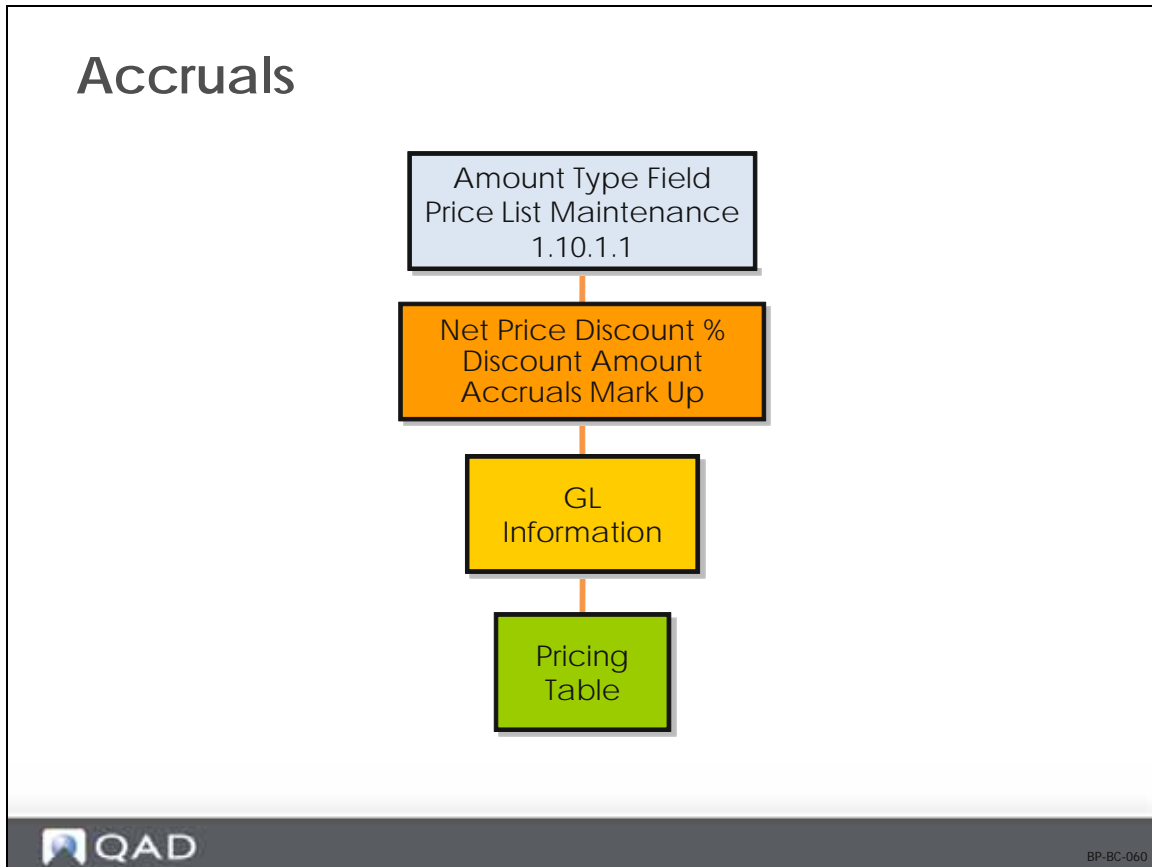 Accruals
Amount Type Field
Price List Maintenance
1.10.1.1
Net Price Discount %
Discount Amount
Accruals Mark Up
GL
Information
Pricing
Table
QAD
BP-BC-060